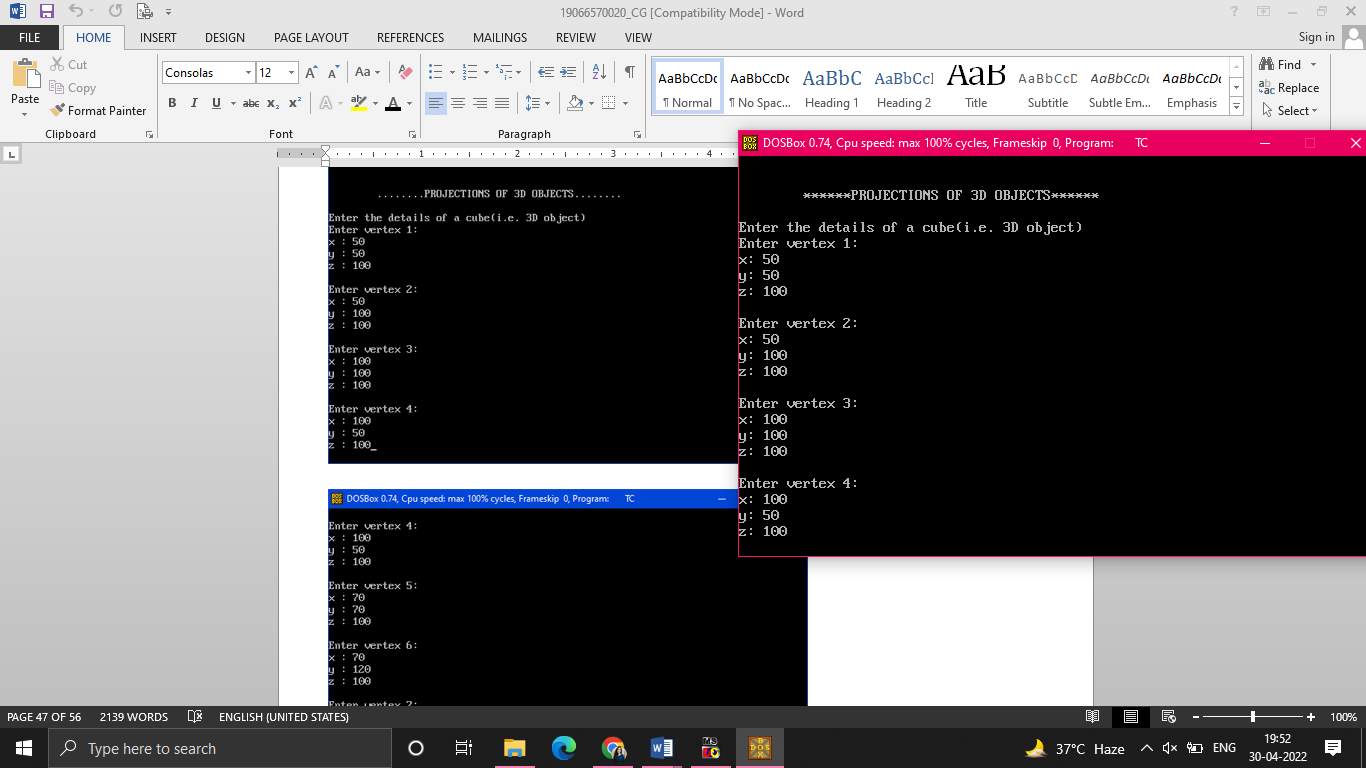 19066570020_CG [Compatibility Mode] - Word
FILE HOME INSERT DESIGN PAGE LAYOUT REFERENCES MAILINGS REVIEW VIEW Sign in
Paste
Cut
Copy
Format Painter
Clipboard
Consolas 12
Font
Paragraph
AaBbCcDc AaBbCcDc AaBbC AaBbCcI AaB AaBbCcD AaBbCcDc AaBbCcDc
¶ Normal ¶ No Spac... Heading 1 Heading 2 Title Subtitle Subtle Em... Emphasis
Find
Replace
Select
1 2 3 4
........PROJECTIONS OF 3D OBJECTS........
Enter the details of a cube(i.e. 3D object)
Enter vertex 1:
x : 50
y : 50
z : 100
Enter vertex 2:
x : 50
y : 100
z : 100
Enter vertex 3:
x : 100
y : 100
z : 100
Enter vertex 4:
x : 100
y : 50
z : 100_
DOSBox 0.74, Cpu speed: max 100% cycles, Frameskip 0, Program: TC
Enter vertex 4:
x : 100
y : 50
z : 100
Enter vertex 5:
x : 70
y : 70
z : 100
Enter vertex 6:
x : 70
y : 120
z : 100
Enter vertex 7:
DOSBox 0.74, Cpu speed: max 100% cycles, Frameskip 0, Program: TC
******PROJECTIONS OF 3D OBJECTS******
Enter the details of a cube(i.e. 3D object)
Enter vertex 1:
x: 50
y: 50
z: 100
Enter vertex 2:
x: 50
y: 100
z: 100
Enter vertex 3:
x: 100
y: 100
z: 100
Enter vertex 4:
x: 100
y: 50
z: 100
PAGE 47 OF 56 2139 WORDS ENGLISH (UNITED STATES) 100%
Type here to search
37°C Haze ENG 19:52
30-04-2022